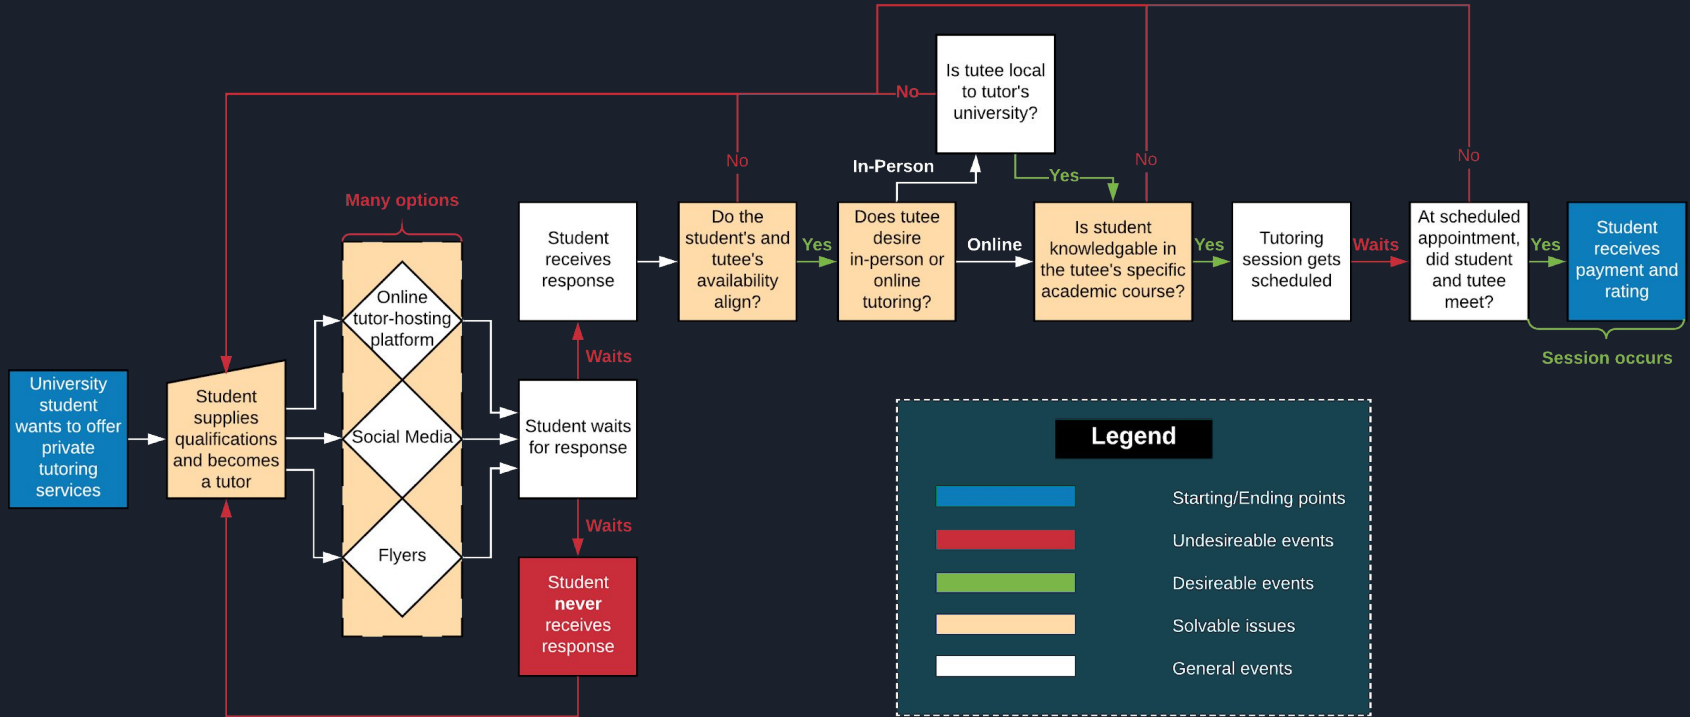 University
student
wants to offer
private
tutoring
services
Student
supplies
qualifications
and becomes
a tutor
Many options
Online
tutor-hosting
platform
Social Media
Flyers
Student
receives
response
Waits
Student waits
for response
Waits
Student
never
receives
response
Do the
student's and
tutee's
availability
align?
No
Yes
Does tutee
desire
in-person or
online
tutoring?
In-Person
Online
Is tutee local
to tutor's
university?
No
Yes
Is student
knowledgable in
the tutee's specific
academic course?
No
Yes
Tutoring
session gets
scheduled
Waits
At scheduled
appointment,
did student
and tutee
meet?
No
Yes
Student
receives
payment and
rating
Session occurs
Legend
Starting/Ending points
Undesireable events
Desireable events
Solvable issues
General events